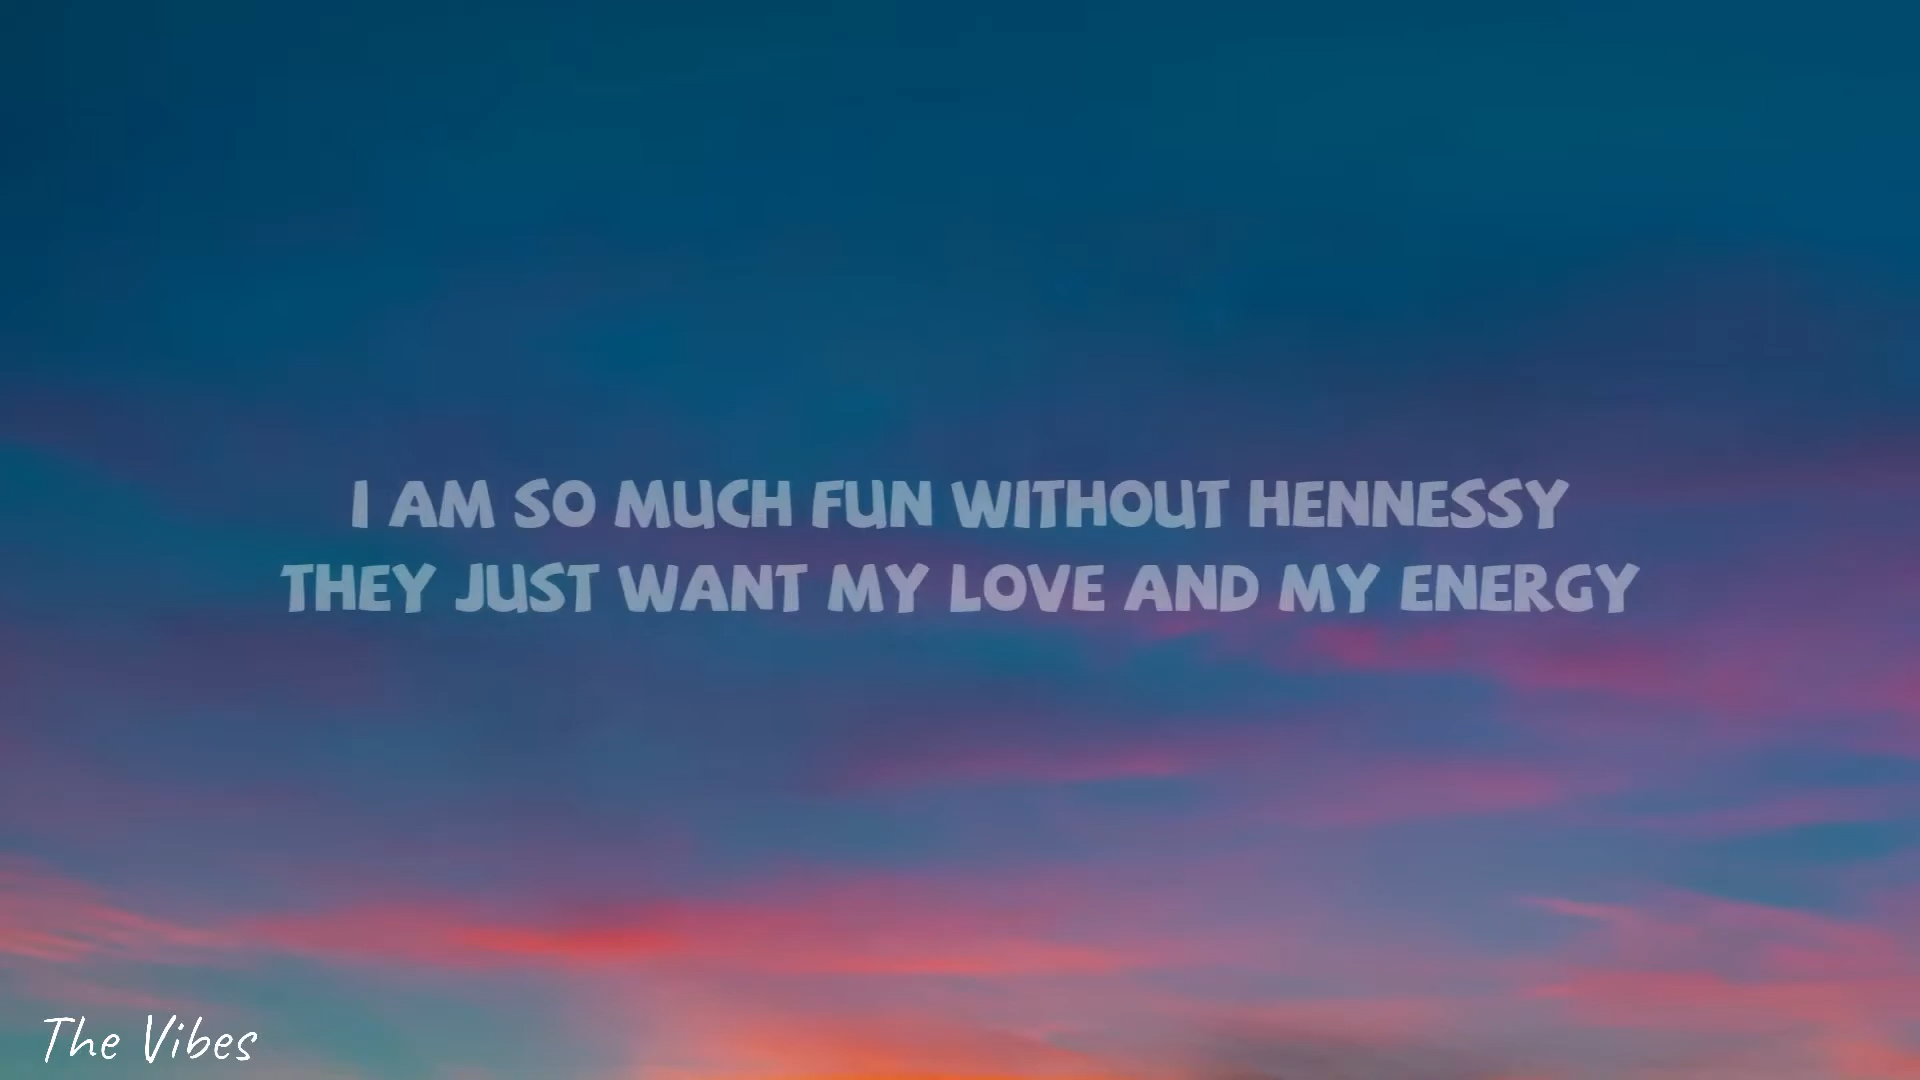 I AM SO MUCH FUN WITHOUT HENNESSY
THEY JUST WANT MY LOVE AND MY ENERGY
The Vibes